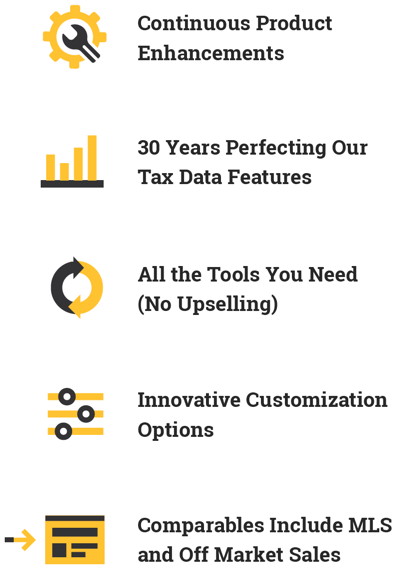 Continuous Product
Enhancements
30 Years Perfecting Our
Tax Data Features
All the Tools You Need
(No Upselling)
Innovative Customization
Options
Comparables Include MLS
and Off Market Sales